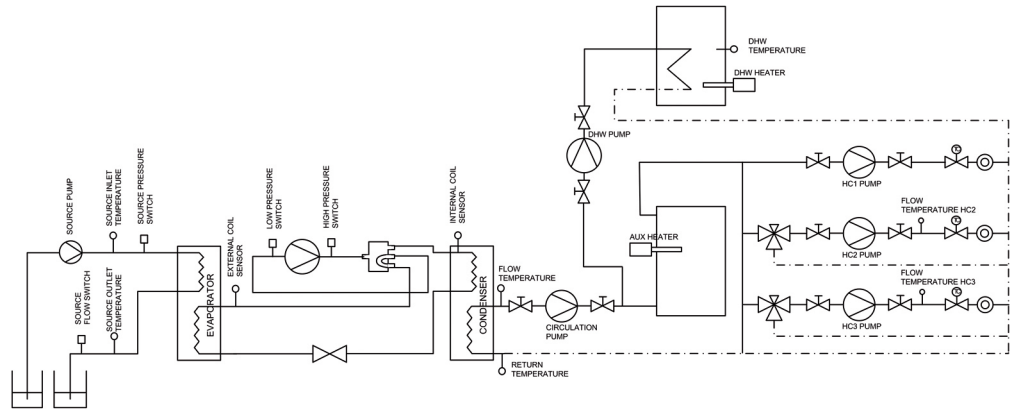 DHW
TEMPERATURE
DHW HEATER
DHW PUMP
SOURCE PUMP
SOURCE INLET
TEMPERATURE
SOURCE PRESSURE
SWITCH
SOURCE
FLOW SWITCH
SOURCE OUTLET
TEMPERATURE
EVAPORATOR
EXTERNAL COIL
SENSOR
LOW PRESSURE
SWITCH
HIGH PRESSURE
SWITCH
INTERNAL COIL
SENSOR
CONDENSER
FLOW
TEMPERATURE
CIRCULATION
PUMP
RETURN
TEMPERATURE
AUX HEATER
HC1 PUMP
FLOW
TEMPERATURE HC2
HC2 PUMP
FLOW
TEMPERATURE HC3
HC3 PUMP